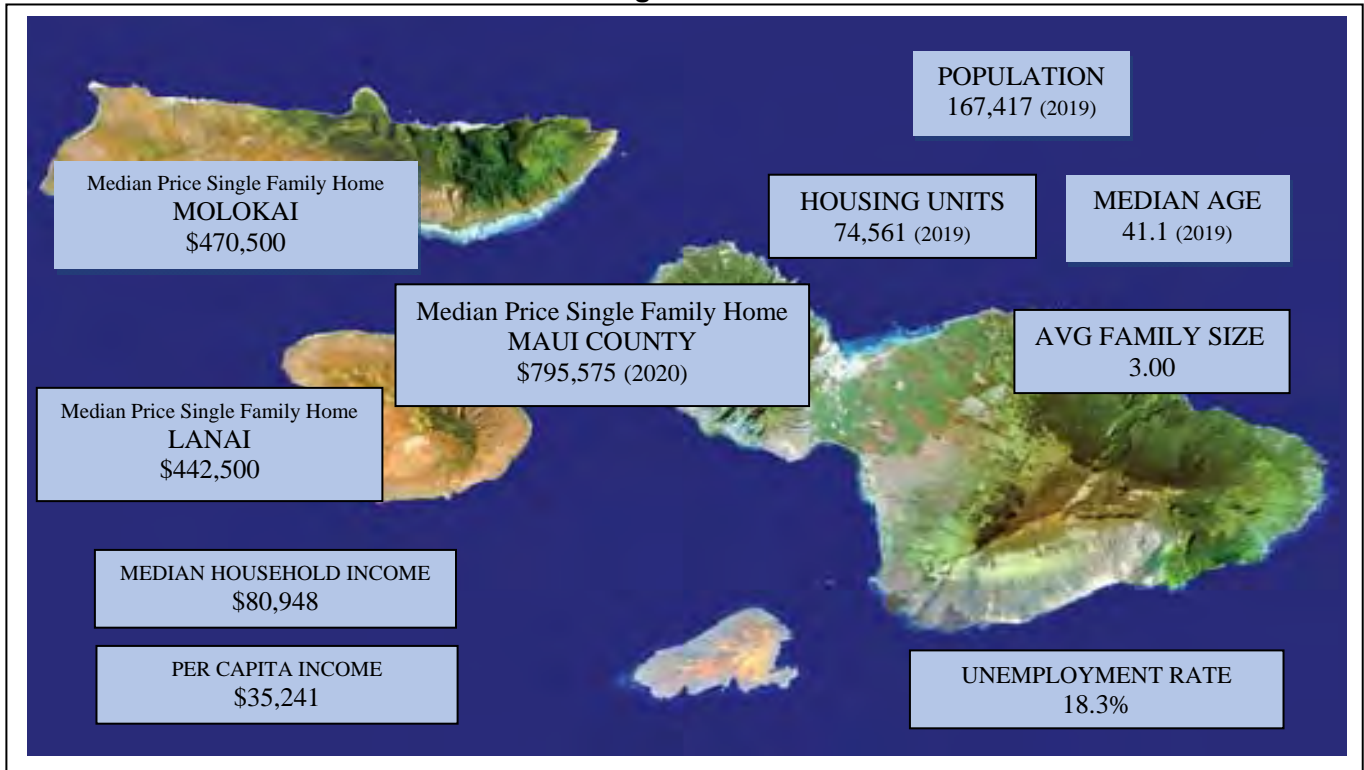 POPULATION
167,417 (2019)
Median Price Single Family Home
MOLOKAI
$470,500
HOUSING UNITS
74,561 (2019)
MEDIAN AGE
41.1 (2019)
Median Price Single Family Home
MAUI COUNTY
$795,575 (2020)
AVG FAMILY SIZE
3.00
Median Price Single Family Home
LANAI
$442,500
MEDIAN HOUSEHOLD INCOME
$80,948
PER CAPITA INCOME
$35,241
UNEMPLOYMENT RATE
18.3%